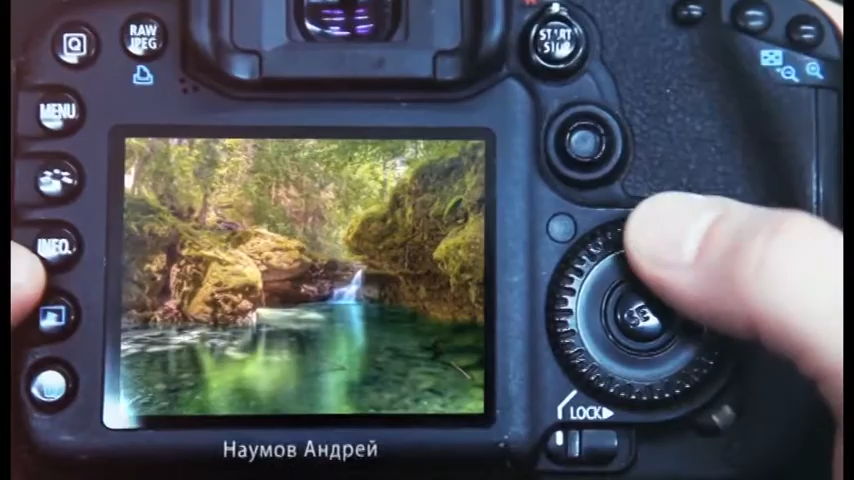 Q
RAW
JPEG
START
STOP
MENU
INFO.
SET
LOCK
Наумов Андрей